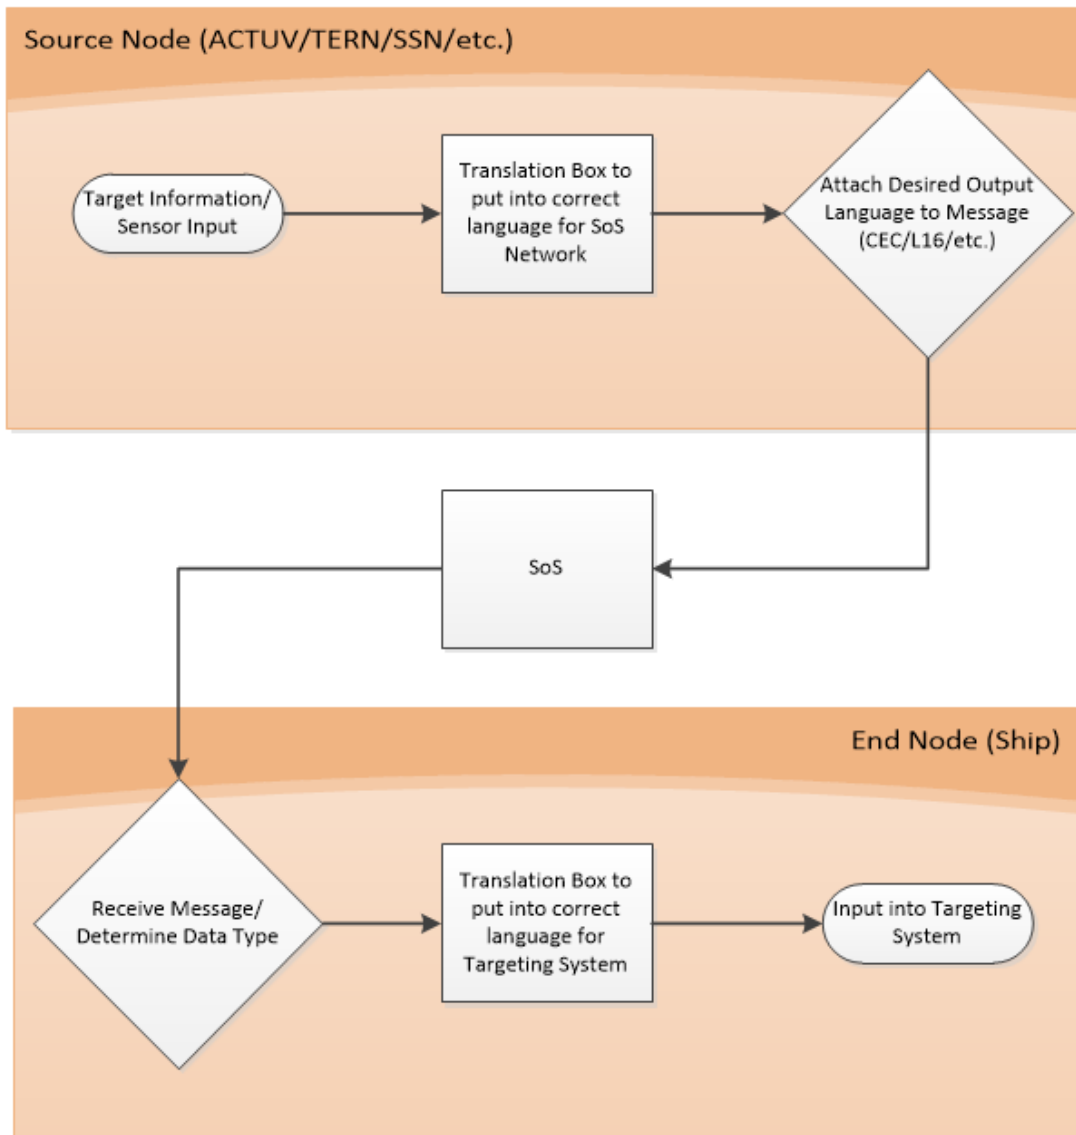 Source Node (ACTUV/TERN/SSN/etc.)
Target Information/
Sensor Input
Translation Box to
put into correct
language for SoS
Network
Attach Desired Output
Language to Message
(CEC/L16/etc.)
SoS
End Node (Ship)
Receive Message/
Determine Data Type
Translation Box to
put into correct
language for
Targeting System
Input into Targeting
System